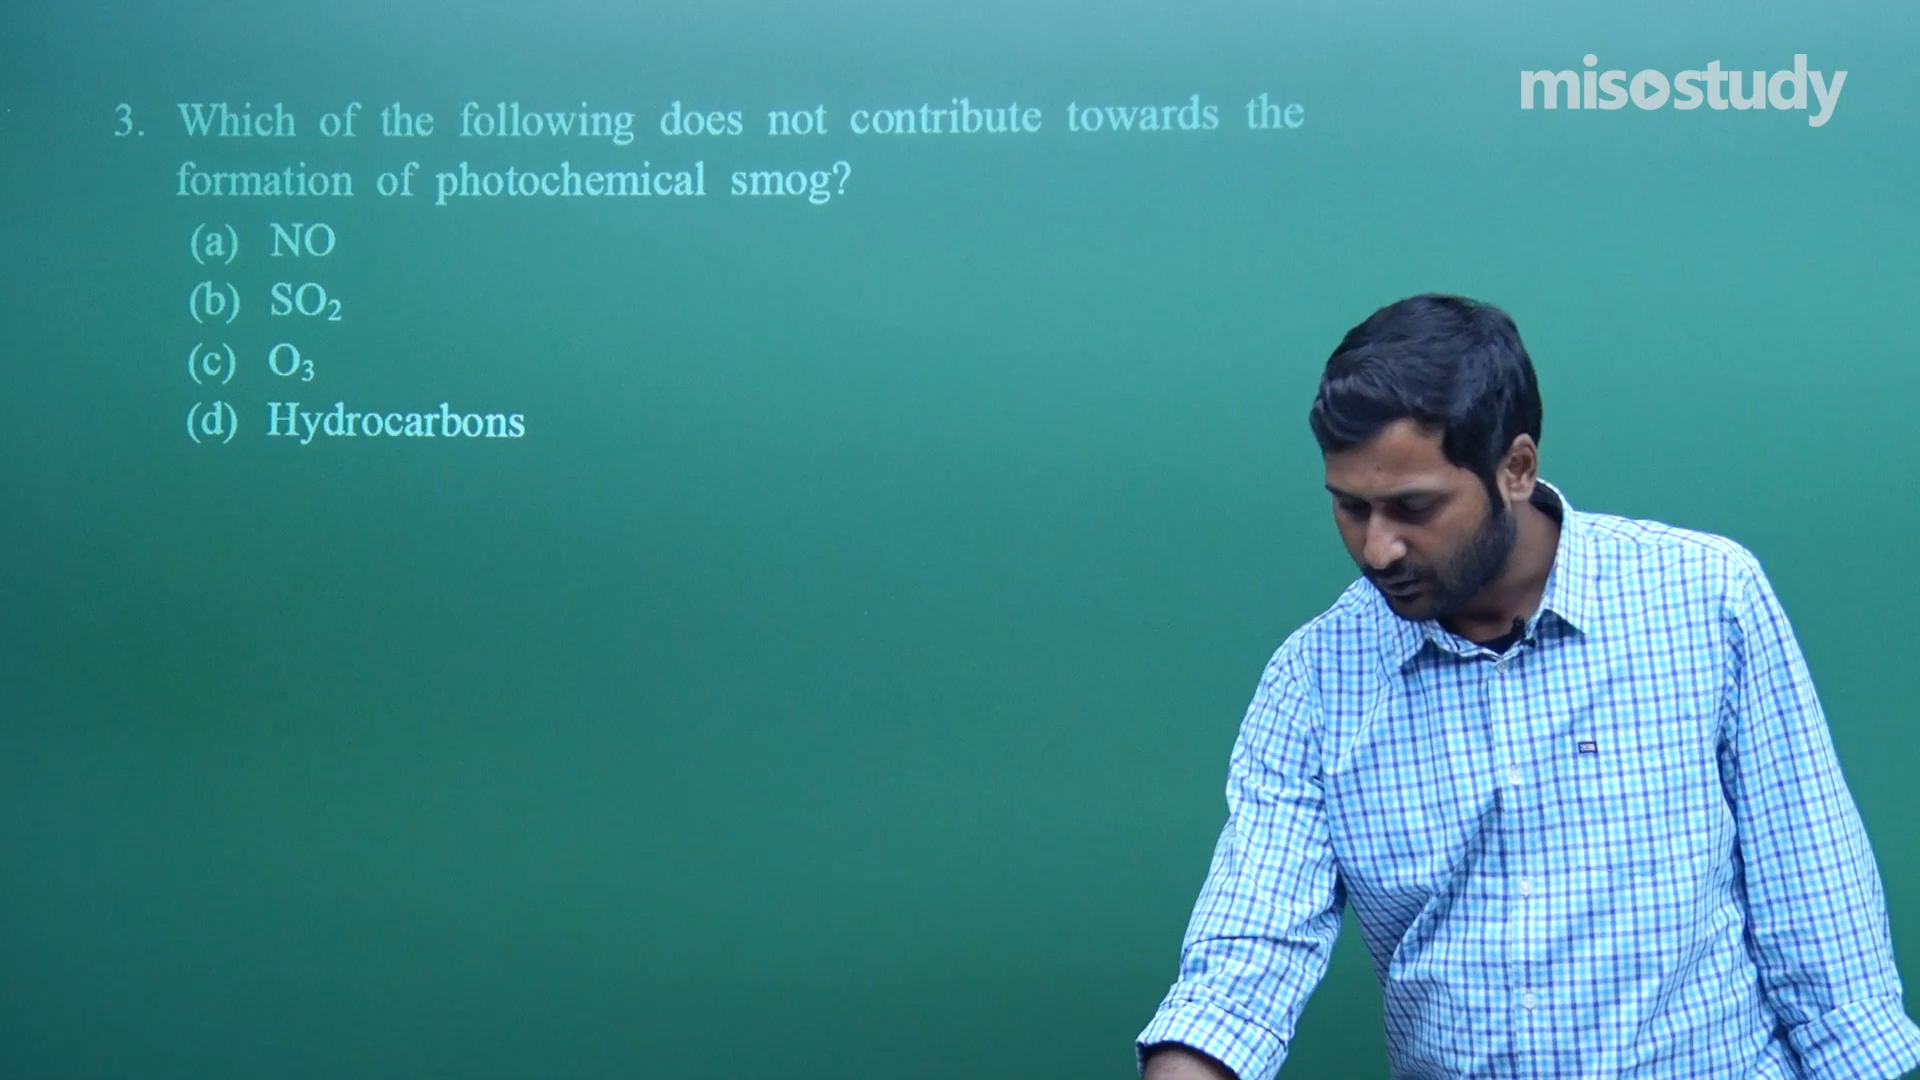 misostudy
3. Which of the following does not contribute towards the
formation of photochemical smog?
(a) NO
(b) SO₂
(c) O₃
(d) Hydrocarbons